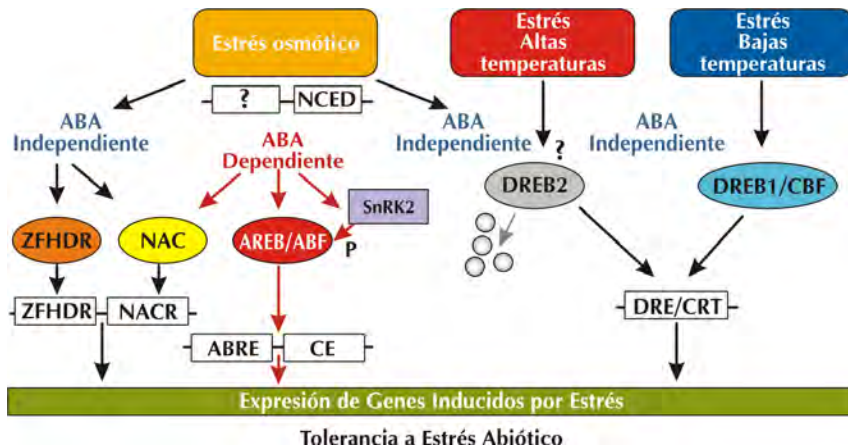 Estrés osmótico
Estrés
Altas
temperaturas
Estrés
Bajas
temperaturas
?
NCED
ABA
Independiente
ABA
Dependiente
ABA
Independiente
?
ABA
Independiente
SnRK2
DREB2
DREB1/CBF
ZFHDR
NAC
AREB/ABF
P
ZFHDR
NACR
DRE/CRT
ABRE
CE
Expresión de Genes Inducidos por Estrés
Tolerancia a Estrés Abiótico